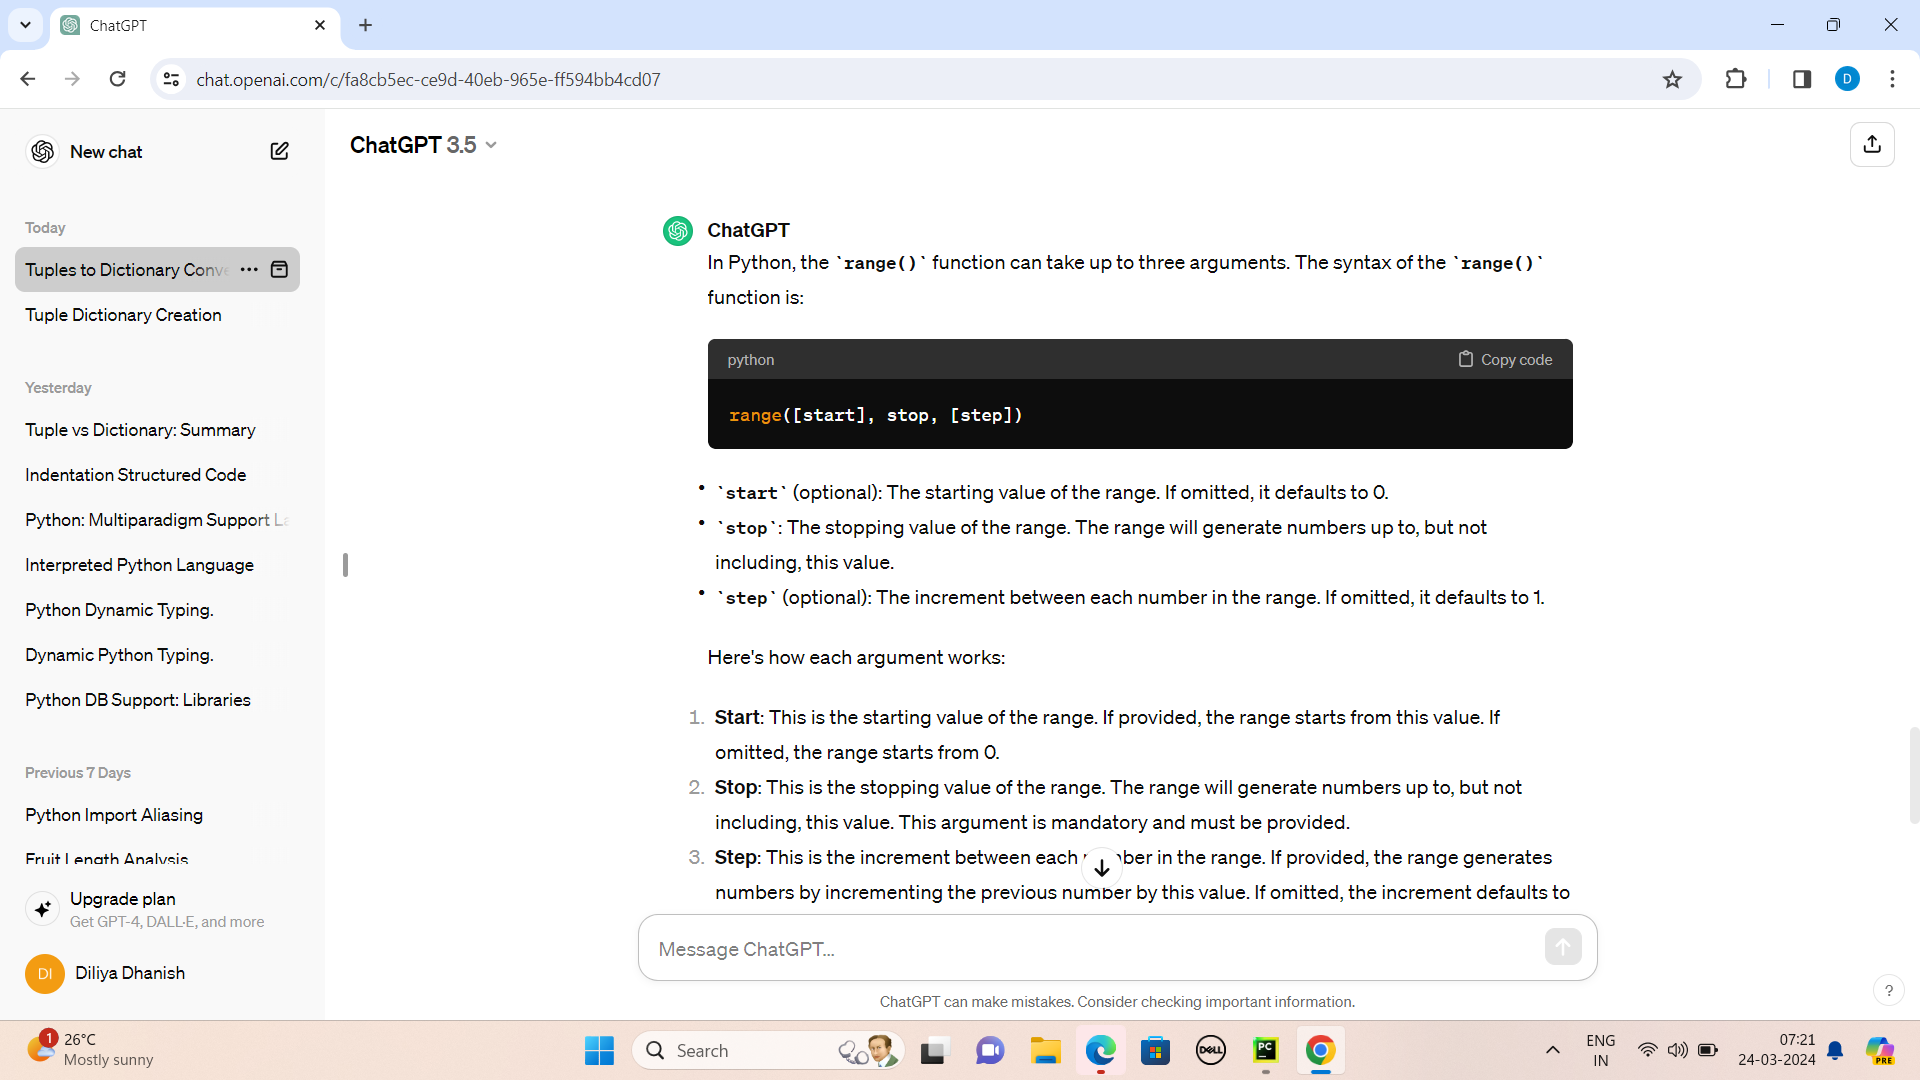 ChatGPT
chat.openai.com/c/fa8cb5ec-ce9d-40eb-965e-ff594bb4cd07
D
New chat
Today
Tuples to Dictionary Conve
Tuple Dictionary Creation
Yesterday
Tuple vs Dictionary: Summary
Indentation Structured Code
Python: Multiparadigm Support La
Interpreted Python Language
Python Dynamic Typing.
Dynamic Python Typing.
Python DB Support: Libraries
Previous 7 Days
Python Import Aliasing
Fruit Length Analysis
Upgrade plan
Get GPT-4, DALL·E, and more
DI
Diliya Dhanish
ChatGPT 3.5
ChatGPT
In Python, the `range()` function can take up to three arguments. The syntax of the `range()`
function is:
python
Copy code
range([start], stop, [step])
• `start` (optional): The starting value of the range. If omitted, it defaults to 0.
• `stop`: The stopping value of the range. The range will generate numbers up to, but not
including, this value.
• `step` (optional): The increment between each number in the range. If omitted, it defaults to 1.
Here's how each argument works:
1. Start: This is the starting value of the range. If provided, the range starts from this value. If
omitted, the range starts from 0.
2. Stop: This is the stopping value of the range. The range will generate numbers up to, but not
including, this value. This argument is mandatory and must be provided.
3. Step: This is the increment between each number in the range. If provided, the range generates
numbers by incrementing the previous number by this value. If omitted, the increment defaults to
Message ChatGPT...
ChatGPT can make mistakes. Consider checking important information.
?
1
26°C
Mostly sunny
Search
DELL
PC
ENG
IN
07:21
24-03-2024
PRE